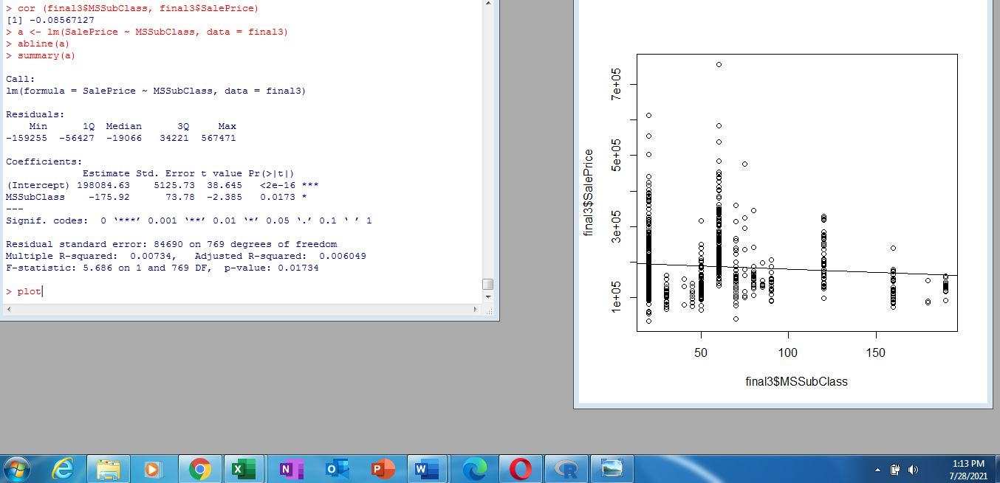 > cor (final3$MSSubClass, final3$SalePrice)
[1] -0.08567127
> a <- lm(SalePrice ~ MSSubClass, data = final3)
> abline(a)
> summary(a)
Call:
lm(formula = SalePrice ~ MSSubClass, data = final3)
Residuals:
    Min      1Q  Median      3Q     Max
-159255  -56427  -19066   34221  567471
Coefficients:
             Estimate Std. Error t value Pr(>|t|)
(Intercept) 198084.63    5125.73  38.645   <2e-16 ***
MSSubClass    -175.92      73.78  -2.385   0.0173 *
---
Signif. codes:  0 ‘***’ 0.001 ‘**’ 0.01 ‘*’ 0.05 ‘.’ 0.1 ‘ ’ 1
Residual standard error: 84690 on 769 degrees of freedom
Multiple R-squared:  0.00734,   Adjusted R-squared:  0.006049
F-statistic: 5.686 on 1 and 769 DF,  p-value: 0.01734
> plot
final3$SalePrice
7e+05
5e+05
3e+05
1e+05
50 100 150
final3$MSSubClass
X N O P W R
1:13 PM
7/28/2021